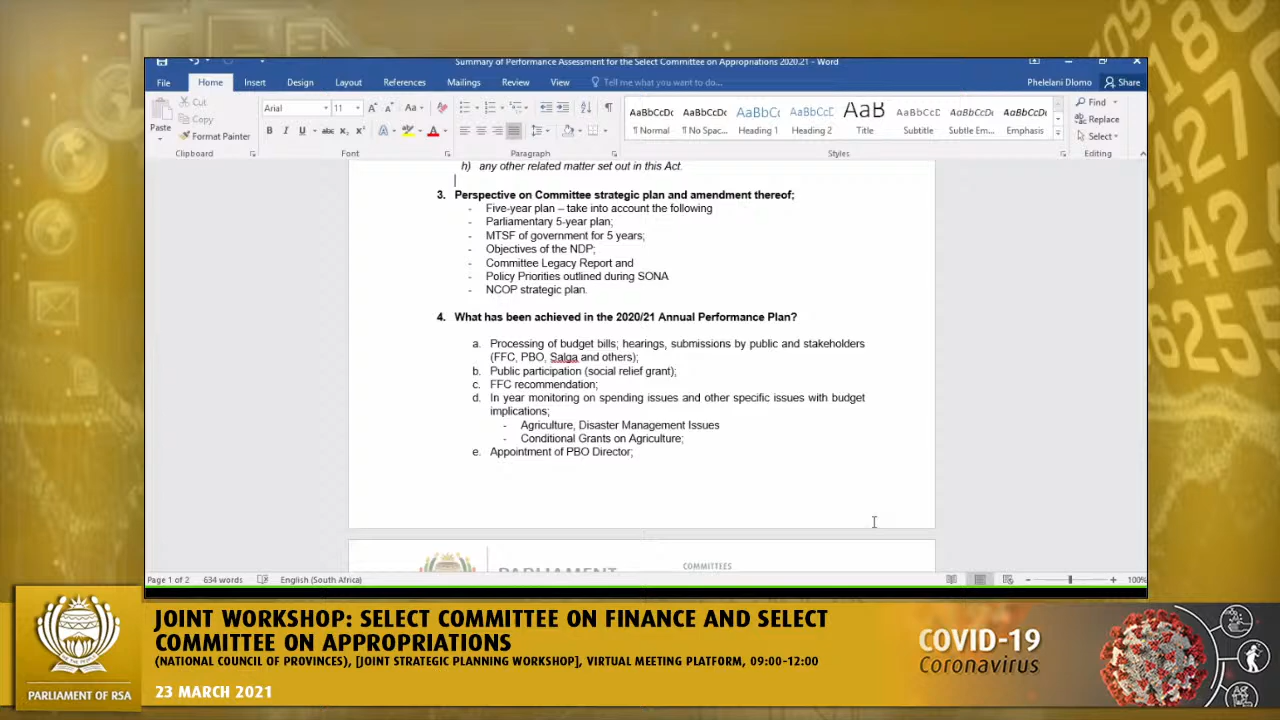 Summary of Performance Assessment for the Select Committee on Appropriations 2020.21 - Word
File Home Insert Design Layout References Mailings Review View Tell me what you want to do... Phelelani Dlomo Share
Paste
Cut
Copy
Format Painter
Clipboard
Arial 11
Font
Paragraph
AaBbCcDc AaBbCcDc AaBbCc AaBbCcC AaB AaBbCcD AaBbCcDc AaBbCcDc
¶ Normal ¶ No Spac... Heading 1 Heading 2 Title Subtitle Subtle Em... Emphasis
Styles
Find
Replace
Select
Editing
h) any other related matter set out in this Act.
3. Perspective on Committee strategic plan and amendment thereof;
- Five-year plan – take into account the following
- Parliamentary 5-year plan;
- MTSF of government for 5 years;
- Objectives of the NDP;
- Committee Legacy Report and
- Policy Priorities outlined during SONA
- NCOP strategic plan.
4. What has been achieved in the 2020/21 Annual Performance Plan?
a. Processing of budget bills; hearings, submissions by public and stakeholders
(FFC, PBO, Salga and others);
b. Public participation (social relief grant);
c. FFC recommendation;
d. In year monitoring on spending issues and other specific issues with budget
implications;
- Agriculture, Disaster Management Issues
- Conditional Grants on Agriculture;
e. Appointment of PBO Director;
PARLIAMENT
COMMITTEES
Page 1 of 2 634 words English (South Africa) 100%
JOINT WORKSHOP: SELECT COMMITTEE ON FINANCE AND SELECT
COMMITTEE ON APPROPRIATIONS
(NATIONAL COUNCIL OF PROVINCES), [JOINT STRATEGIC PLANNING WORKSHOP], VIRTUAL MEETING PLATFORM, 09:00-12:00
23 MARCH 2021
PARLIAMENT OF RSA
COVID-19
Coronavirus